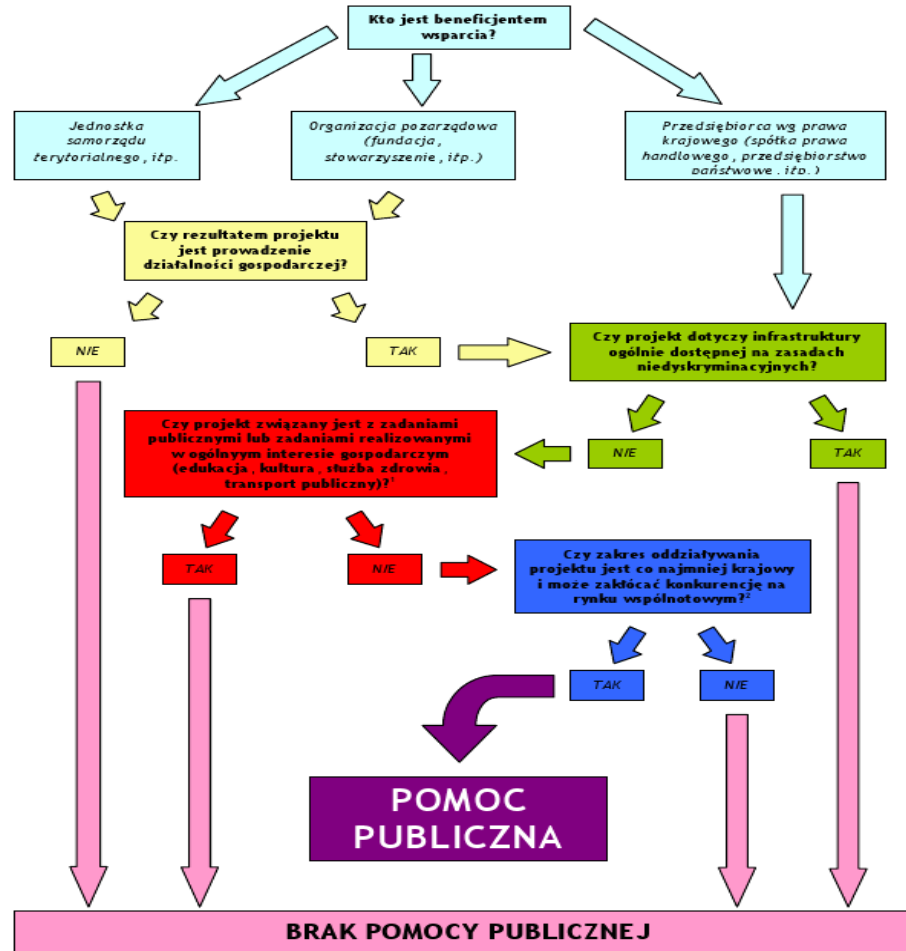 Kto jest beneficjentem
wsparcia?
Jednostka
samorządu
terytorialnego, itp.
Organizacja pozarządowa
(fundacja,
stowarzyszenie, itp.)
Przedsiębiorca wg prawa
krajowego (spółka prawa
handlowego, przedsiębiorstwo
państwowe, itp.)
Czy rezultatem projektu
jest prowadzenie
działalności gospodarczej?
NIE
TAK
Czy projekt dotyczy infrastruktury
ogólnie dostępnej na zasadach
niedyskryminacyjnych?
Czy projekt związany jest z zadaniami
publicznymi lub zadaniami realizowanymi
w ogólnyym interesie gospodarczym
(edukacja, kultura, służba zdrowia,
transport publiczny)?¹
NIE
TAK
TAK
NIE
Czy zakres oddziaływania
projektu jest co najmniej krajowy
i może zakłócać konkurencję na
rynku wspólnotowym?²
TAK
NIE
POMOC
PUBLICZNA
BRAK POMOCY PUBLICZNEJ